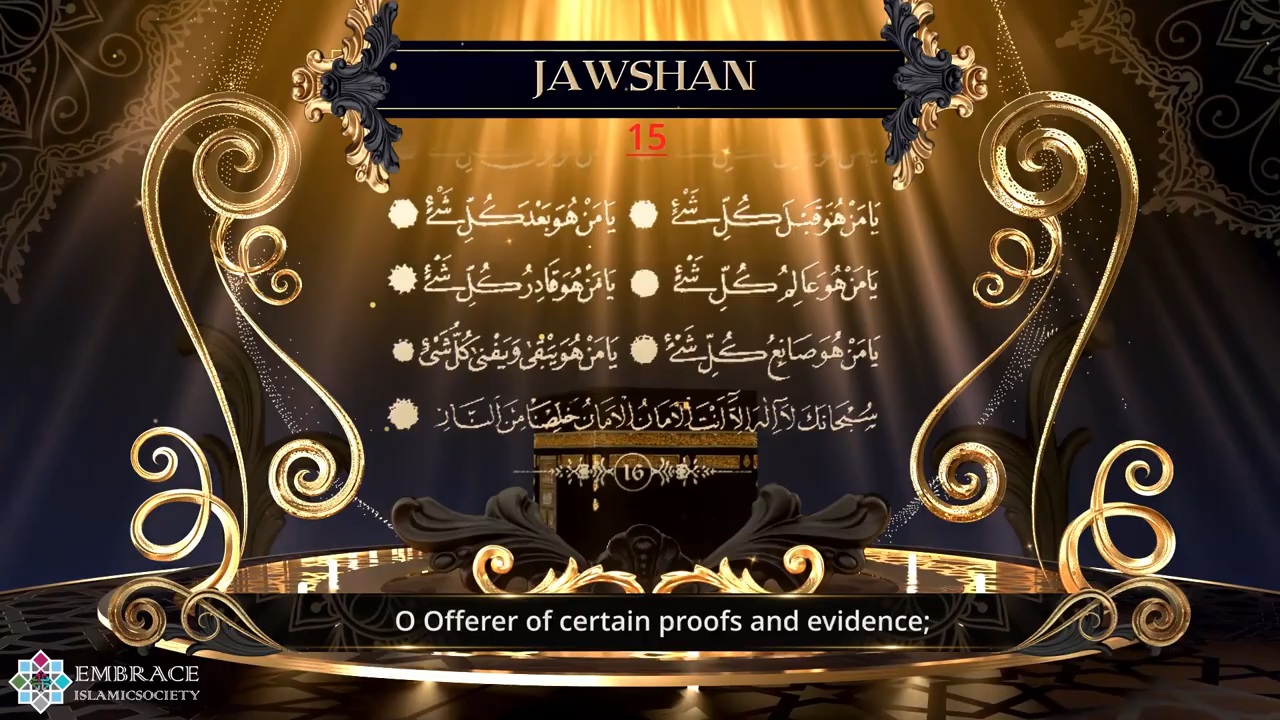 JAWSHAN
15
يَا مَنْ هُوَ قَبْلَ كُلِّ شَيْءٍ يَا مَنْ هُوَ بَعْدَ كُلِّ شَيْءٍ
يَا مَنْ هُوَ عَالِمُ كُلِّ شَيْءٍ يَا مَنْ هُوَ قَادِرُ كُلِّ شَيْءٍ
يَا مَنْ هُوَ صَانِعُ كُلِّ شَيْءٍ يَا مَنْ هُوَ يَبْقٰى وَيَفْنٰى كُلُّ شَيْءٍ
سُبْحَانَكَ لَا اِلٰهَ اِلَّا اَنْتَ الْاَمَانُ الْاَمَانُ خَلِّصْنَا مِنَ النَّارِ
16
O Offerer of certain proofs and evidence;
EMBRACE
ISLAMICSOCIETY